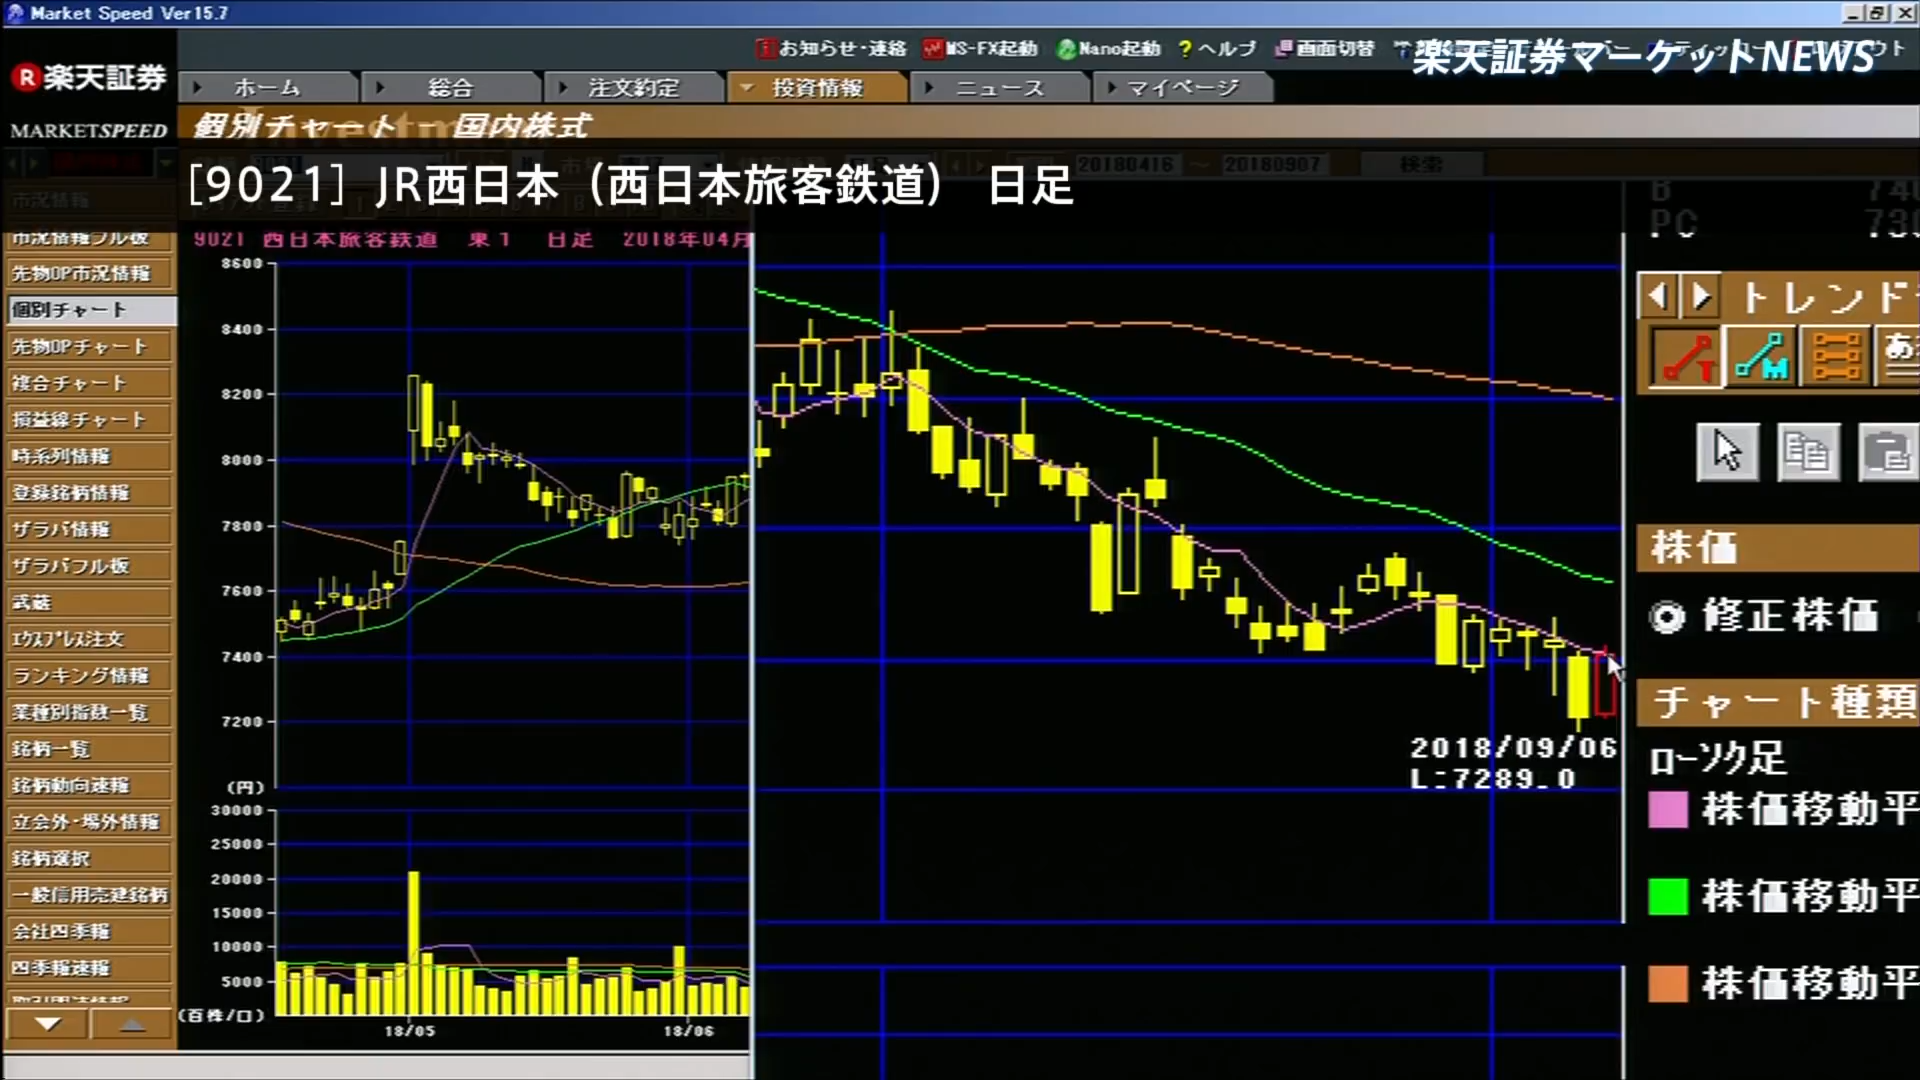 Market Speed Ver15.7
お知らせ・連絡 MS-FX起動 Nano起動 ? ヘルプ 画面切替
楽天証券マーケットNEWS
R 楽天証券
MARKETSPEED
ホーム 総合 注文約定 投資情報 ニュース マイページ
個別チャート － 国内株式
20180416 ～ 20180907 検索
[9021] JR西日本（西日本旅客鉄道） 日足
9021 西日本旅客鉄道 東1 日足 2018年04月
市況情報
市況情報フル板
先物OP市況情報
個別チャート
先物OPチャート
複合チャート
損益線チャート
時系列情報
登録銘柄情報
ザラバ情報
ザラバフル板
武蔵
エクスプレス注文
ランキング情報
業種別指数一覧
銘柄一覧
銘柄動向速報
立会外・場外情報
銘柄選択
一般信用売建銘柄
会社四季報
四季報速報
8600
8400
8200
8000
7800
7600
7400
7200
(円)
30000
25000
20000
15000
10000
5000
(百株/口)
18/05 18/06
2018/09/06
L:7289.0
PC
トレンド
T M あ
株価
修正株価
チャート種類
ローソク足
株価移動平
株価移動平
株価移動平